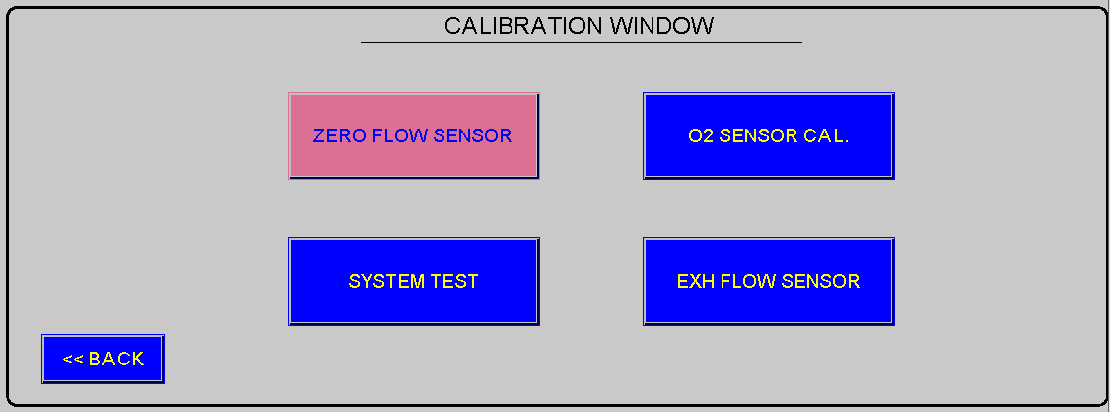 CALIBRATION WINDOW
ZERO FLOW SENSOR
O2 SENSOR CAL.
SYSTEM TEST
EXH FLOW SENSOR
<< BACK